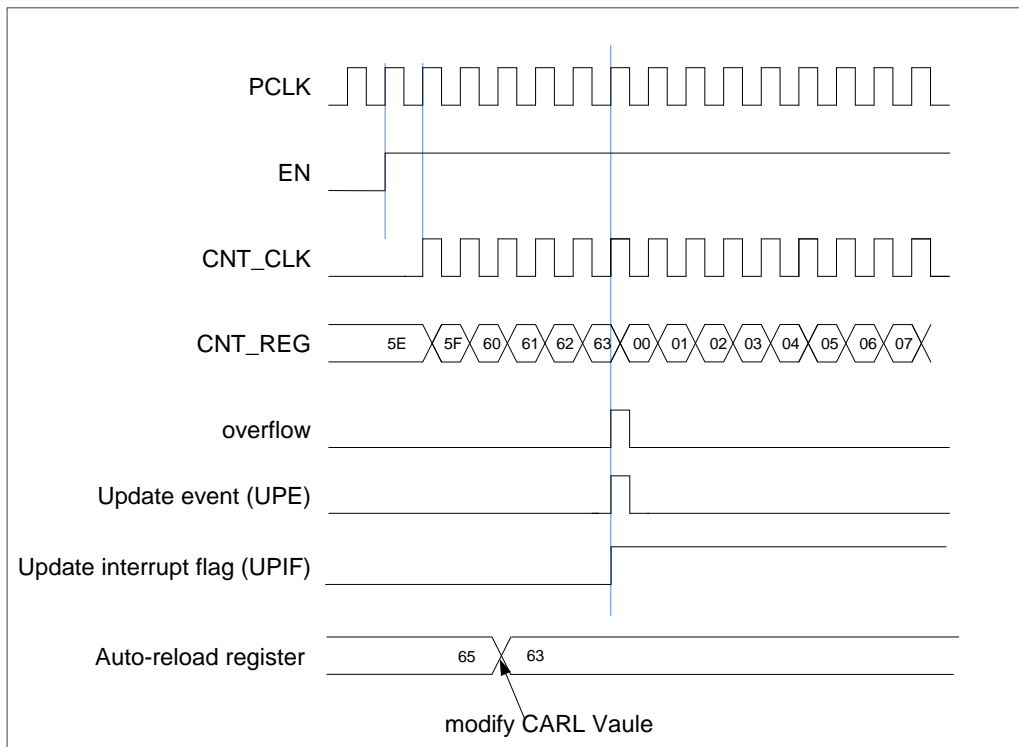 PCLK
EN
CNT_CLK
CNT_REG 5E 5F 60 61 62 63 00 01 02 03 04 05 06 07
overflow
Update event (UPE)
Update interrupt flag (UPIF)
Auto-reload register 65 63
modify CARL Vaule